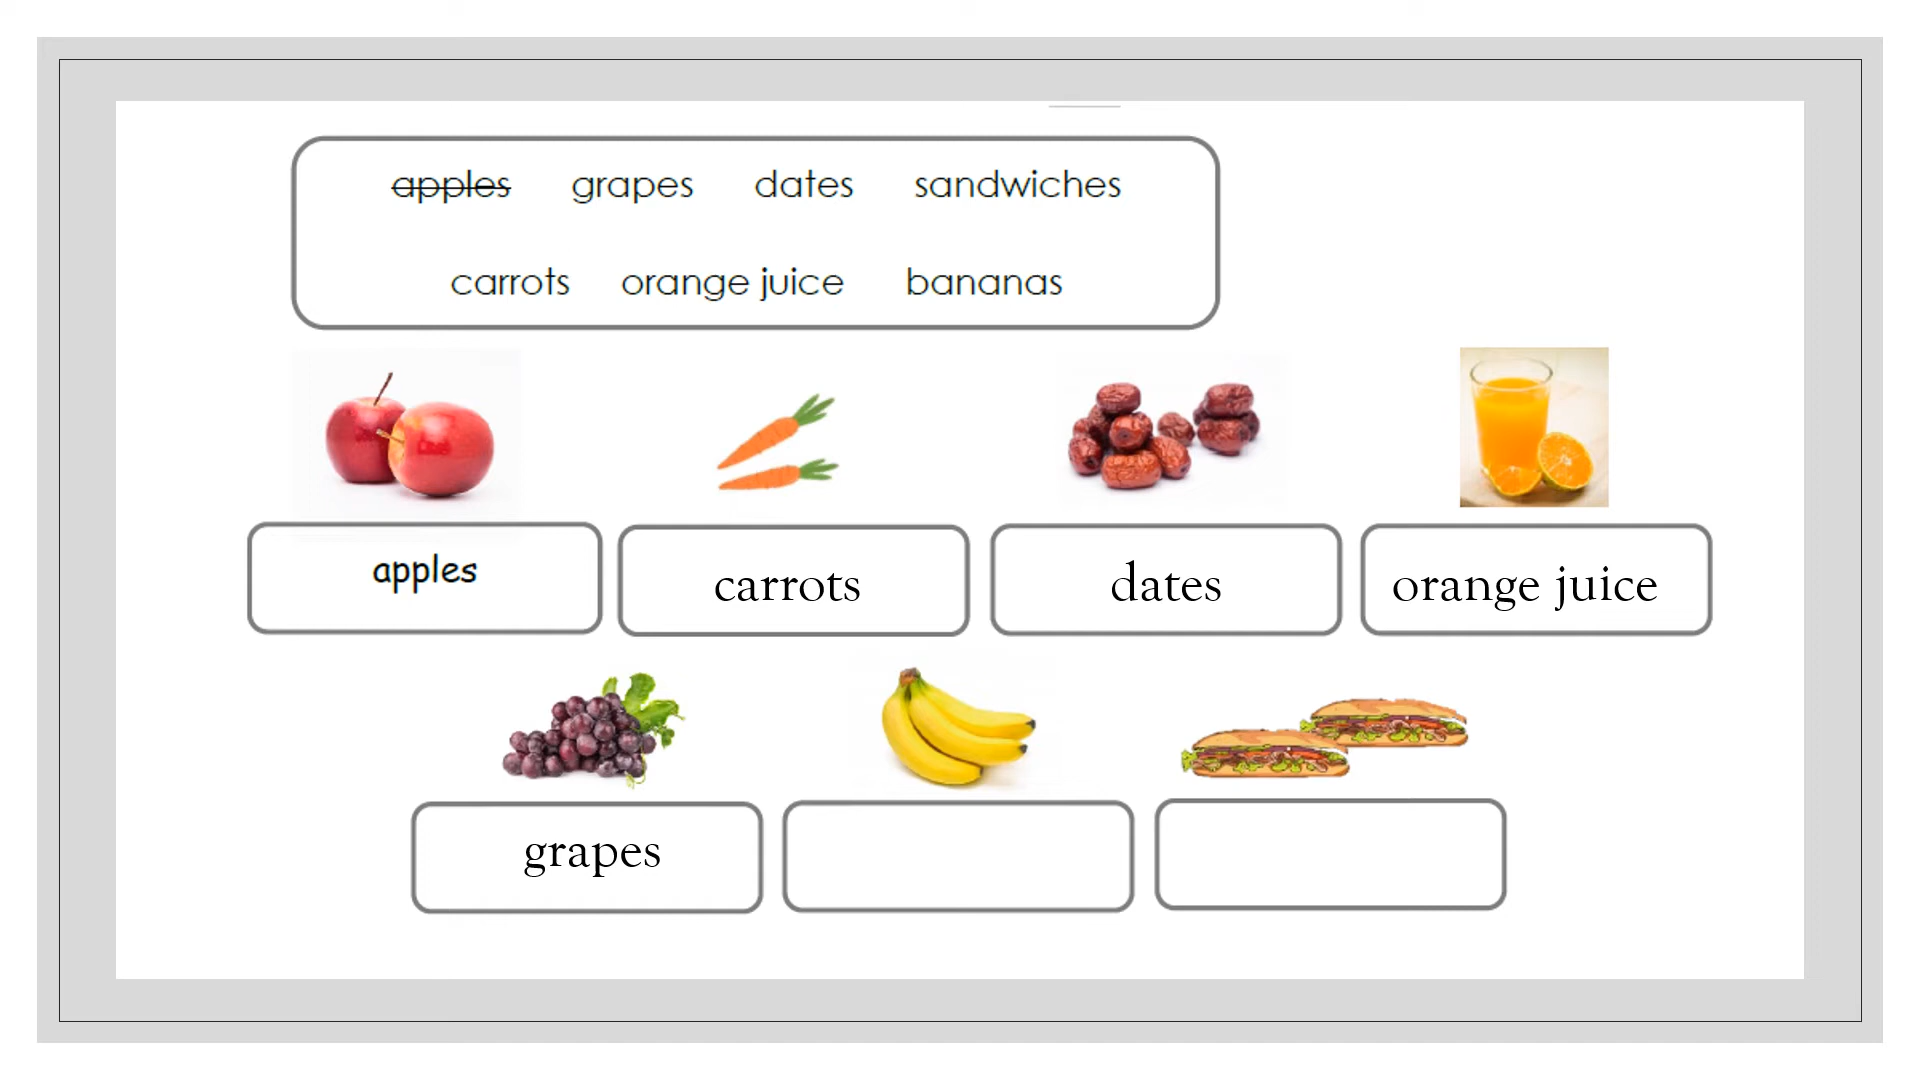 apples grapes dates sandwiches
carrots orange juice bananas
apples carrots dates orange juice
grapes